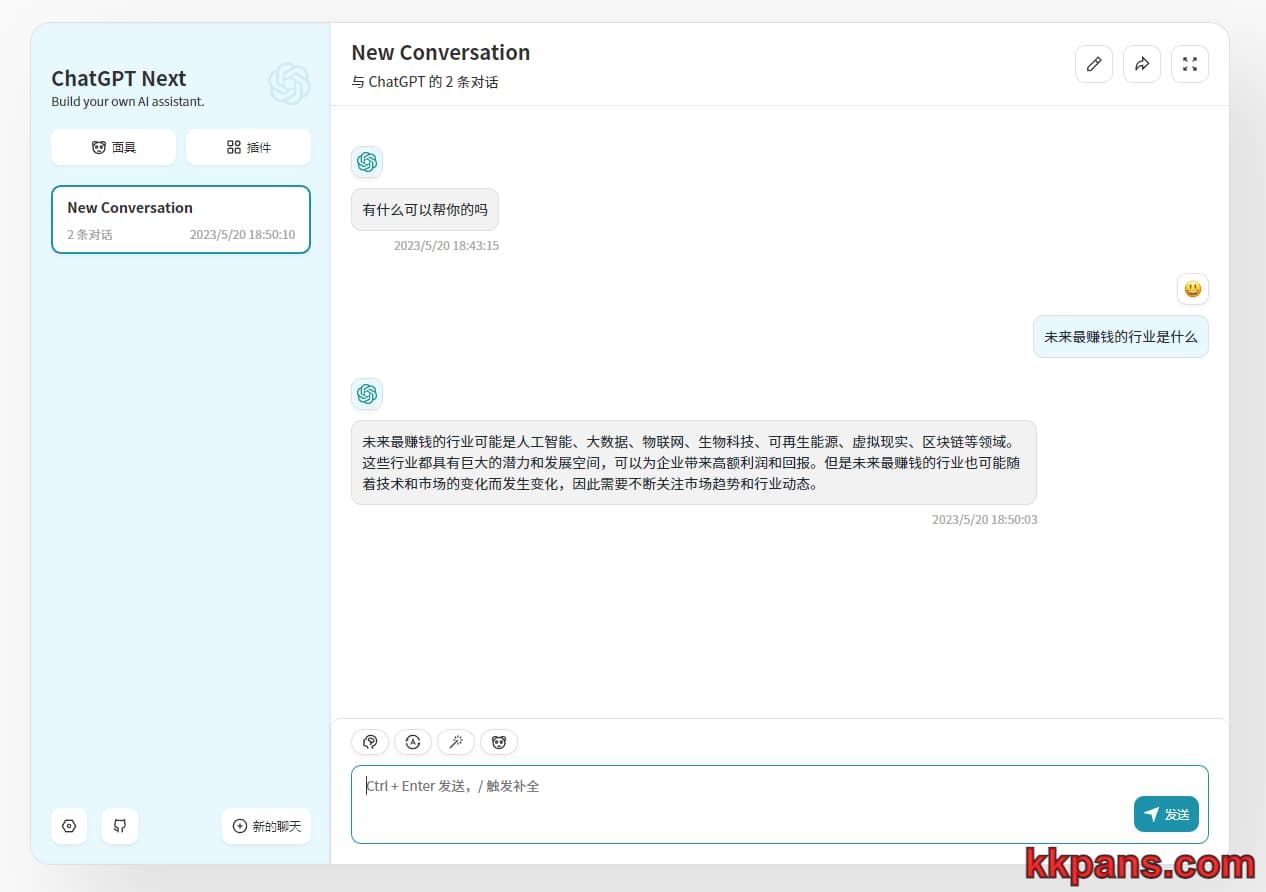 ChatGPT Next
Build your own AI assistant.
面具
插件
New Conversation
2 条对话
2023/5/20 18:50:10
新的聊天
New Conversation
与 ChatGPT 的 2 条对话
有什么可以帮你的吗
2023/5/20 18:43:15
未来最赚钱的行业是什么
未来最赚钱的行业可能是人工智能、大数据、物联网、生物科技、可再生能源、虚拟现实、区块链等领域。
这些行业都具有巨大的潜力和发展空间，可以为企业带来高额利润和回报。但是未来最赚钱的行业也可能随
着技术和市场的变化而发生变化，因此需要不断关注市场趋势和行业动态。
2023/5/20 18:50:03
Ctrl + Enter 发送，/ 触发补全
发送
kkpans.com